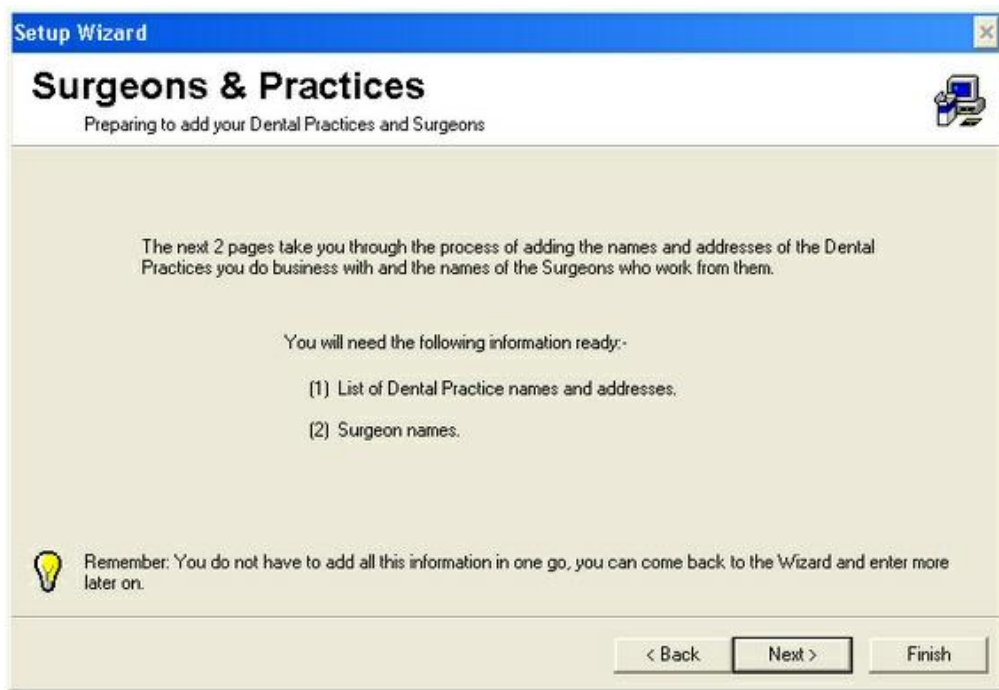 Setup Wizard
Surgeons & Practices
Preparing to add your Dental Practices and Surgeons
The next 2 pages take you through the process of adding the names and addresses of the Dental
Practices you do business with and the names of the Surgeons who work from them.
You will need the following information ready:-
(1) List of Dental Practice names and addresses.
(2) Surgeon names.
Remember: You do not have to add all this information in one go, you can come back to the Wizard and enter more
later on.
< Back
Next >
Finish